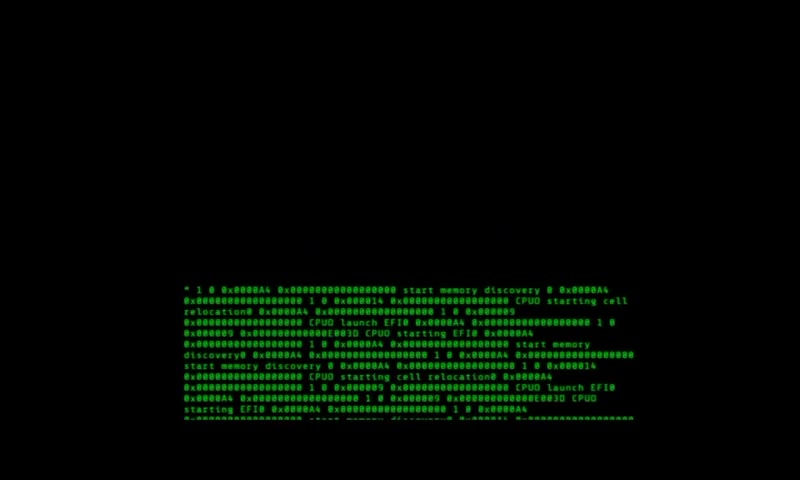 * 1 0 0x0000A4 0x0000000000000000 start memory discovery 0 0x0000A4
0x0000000000000000 1 0 0x000014 0x0000000000000000 CPU0 starting cell
relocation0 0x0000A4 0x0000000000000000 1 0 0x000009
0x0000000000000000 CPU0 launch EFI0 0x0000A4 0x0000000000000000 1 0
0x000009 0x000000000000E003D CPU0 starting EFI0 0x0000A4
0x0000000000000000 1 0 0x0000A4 0x0000000000000000 start memory
discovery0 0x0000A4 0x0000000000000000 1 0 0x0000A4 0x0000000000000000
start memory discovery 0 0x0000A4 0x0000000000000000 1 0 0x000014
0x0000000000000000 CPU0 starting cell relocation0 0x0000A4
0x0000000000000000 1 0 0x000009 0x0000000000000000 CPU0 launch EFI0
0x0000A4 0x0000000000000000 1 0 0x000009 0x000000000000E003D CPU0
starting EFI0 0x0000A4 0x0000000000000000 1 0 0x0000A4